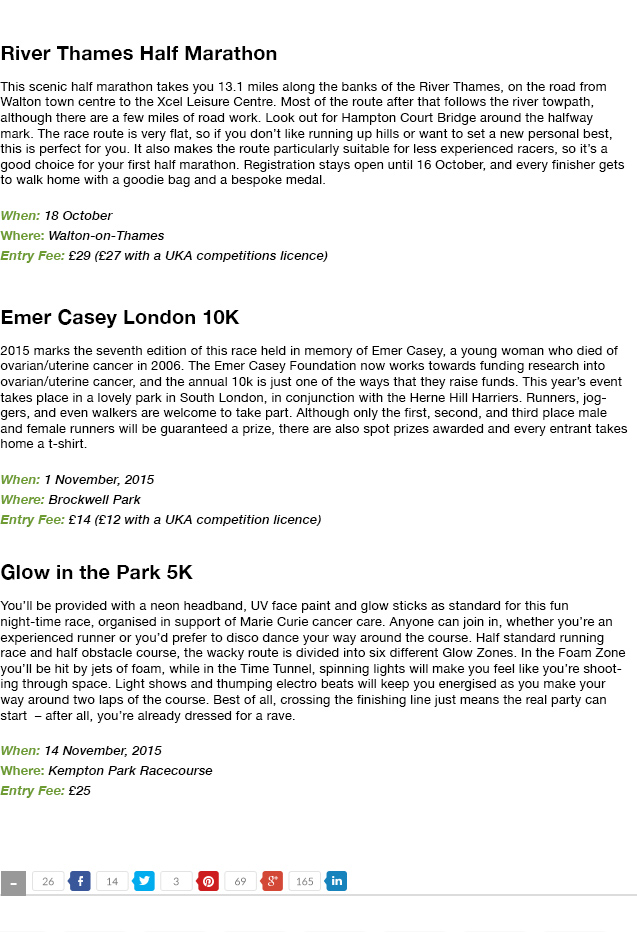 River Thames Half Marathon
This scenic half marathon takes you 13.1 miles along the banks of the River Thames, on the road from
Walton town centre to the Xcel Leisure Centre. Most of the route after that follows the river towpath,
although there are a few miles of road work. Look out for Hampton Court Bridge around the halfway
mark. The race route is very flat, so if you don’t like running up hills or want to set a new personal best,
this is perfect for you. It also makes the route particularly suitable for less experienced racers, so it’s a
good choice for your first half marathon. Registration stays open until 16 October, and every finisher gets
to walk home with a goodie bag and a bespoke medal.
When: 18 October
Where: Walton-on-Thames
Entry Fee: £29 (£27 with a UKA competitions licence)
Emer Casey London 10K
2015 marks the seventh edition of this race held in memory of Emer Casey, a young woman who died of
ovarian/uterine cancer in 2006. The Emer Casey Foundation now works towards funding research into
ovarian/uterine cancer, and the annual 10k is just one of the ways that they raise funds. This year’s event
takes place in a lovely park in South London, in conjunction with the Herne Hill Harriers. Runners, jog-
gers, and even walkers are welcome to take part. Although only the first, second, and third place male
and female runners will be guaranteed a prize, there are also spot prizes awarded and every entrant takes
home a t-shirt.
When: 1 November, 2015
Where: Brockwell Park
Entry Fee: £14 (£12 with a UKA competition licence)
Glow in the Park 5K
You’ll be provided with a neon headband, UV face paint and glow sticks as standard for this fun
night-time race, organised in support of Marie Curie cancer care. Anyone can join in, whether you’re an
experienced runner or you’d prefer to disco dance your way around the course. Half standard running
race and half obstacle course, the wacky route is divided into six different Glow Zones. In the Foam Zone
you’ll be hit by jets of foam, while in the Time Tunnel, spinning lights will make you feel like you’re shoot-
ing through space. Light shows and thumping electro beats will keep you energised as you make your
way around two laps of the course. Best of all, crossing the finishing line just means the real party can
start – after all, you’re already dressed for a rave.
When: 14 November, 2015
Where: Kempton Park Racecourse
Entry Fee: £25
– 26 f 14 3 69 g+ 165 in